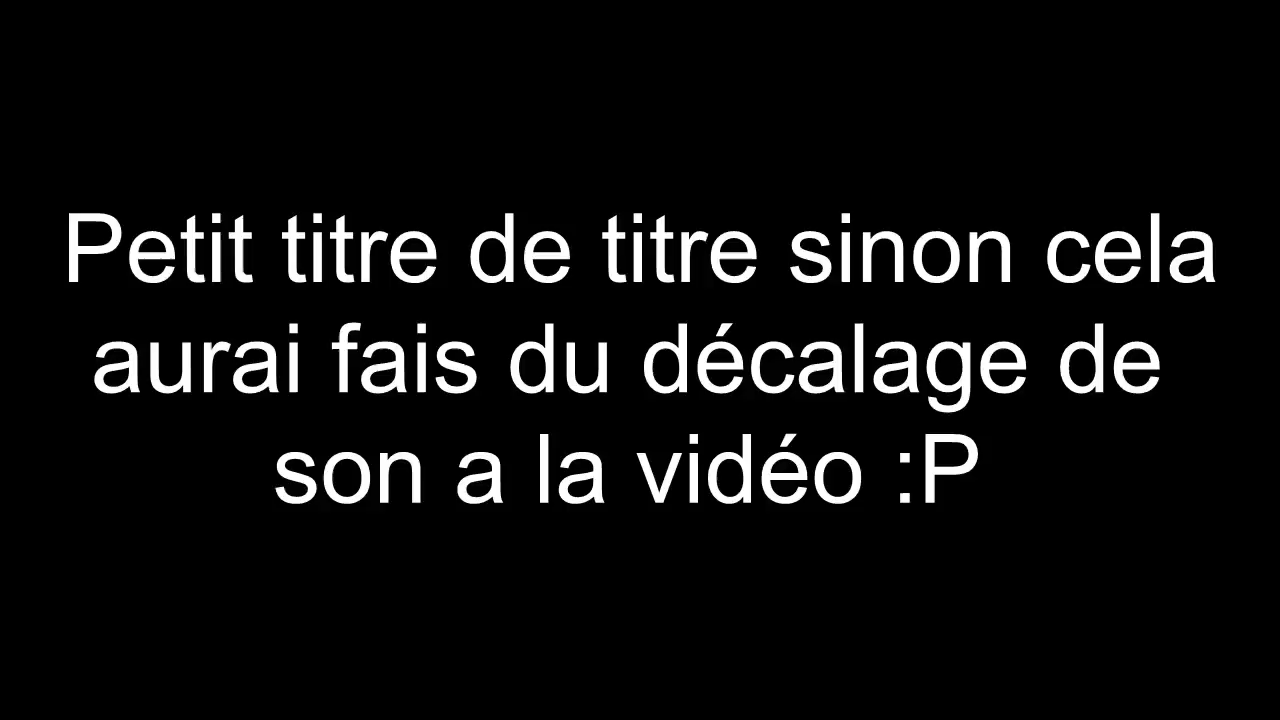 Petit titre de titre sinon cela
aurai fais du décalage de
son a la vidéo :P